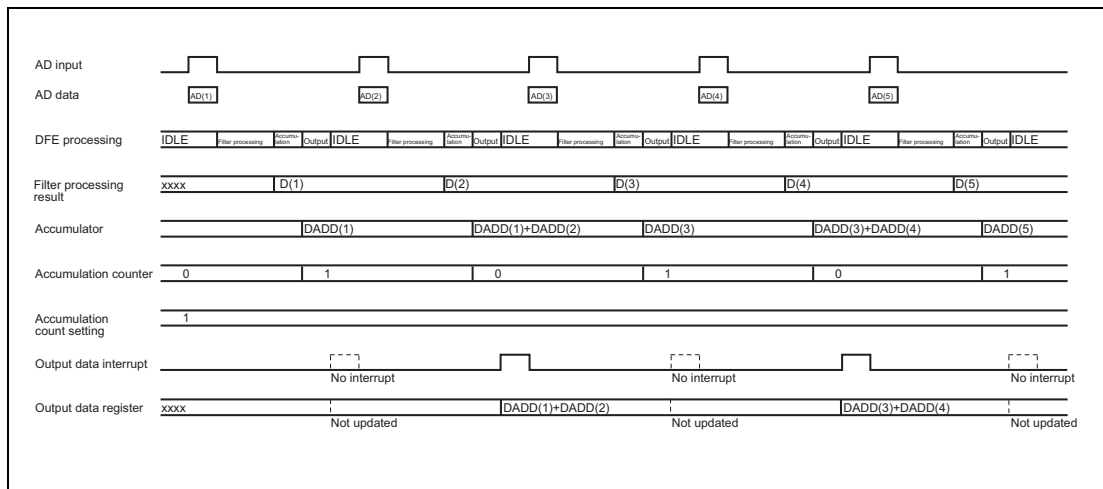 AD input
AD data
AD(1) AD(2) AD(3) AD(4) AD(5)
DFE processing
IDLE Filter processing Accumu-lation Output IDLE Filter processing Accumu-lation Output IDLE Filter processing Accumu-lation Output IDLE Filter processing Accumu-lation Output IDLE Filter processing Accumu-lation Output IDLE
Filter processing
result
xxxx D(1) D(2) D(3) D(4) D(5)
Accumulator
DADD(1) DADD(1)+DADD(2) DADD(3) DADD(3)+DADD(4) DADD(5)
Accumulation counter
0 1 0 1 0 1
Accumulation
count setting
1
Output data interrupt
No interrupt No interrupt No interrupt
Output data register
xxxx DADD(1)+DADD(2) DADD(3)+DADD(4)
Not updated Not updated Not updated